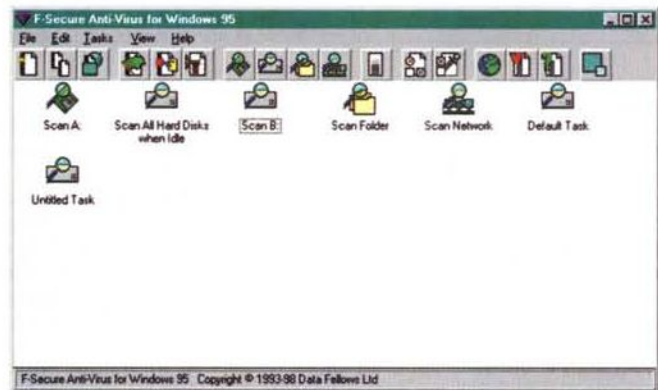 F-Secure Anti-Virus for Windows 95
File Edit Tasks View Help
Scan A: Scan All Hard Disks when Idle Scan B: Scan Folder Scan Network Default Task
Untitled Task
F-Secure Anti-Virus for Windows 95 Copyright © 1993-98 Data Fellows Ltd